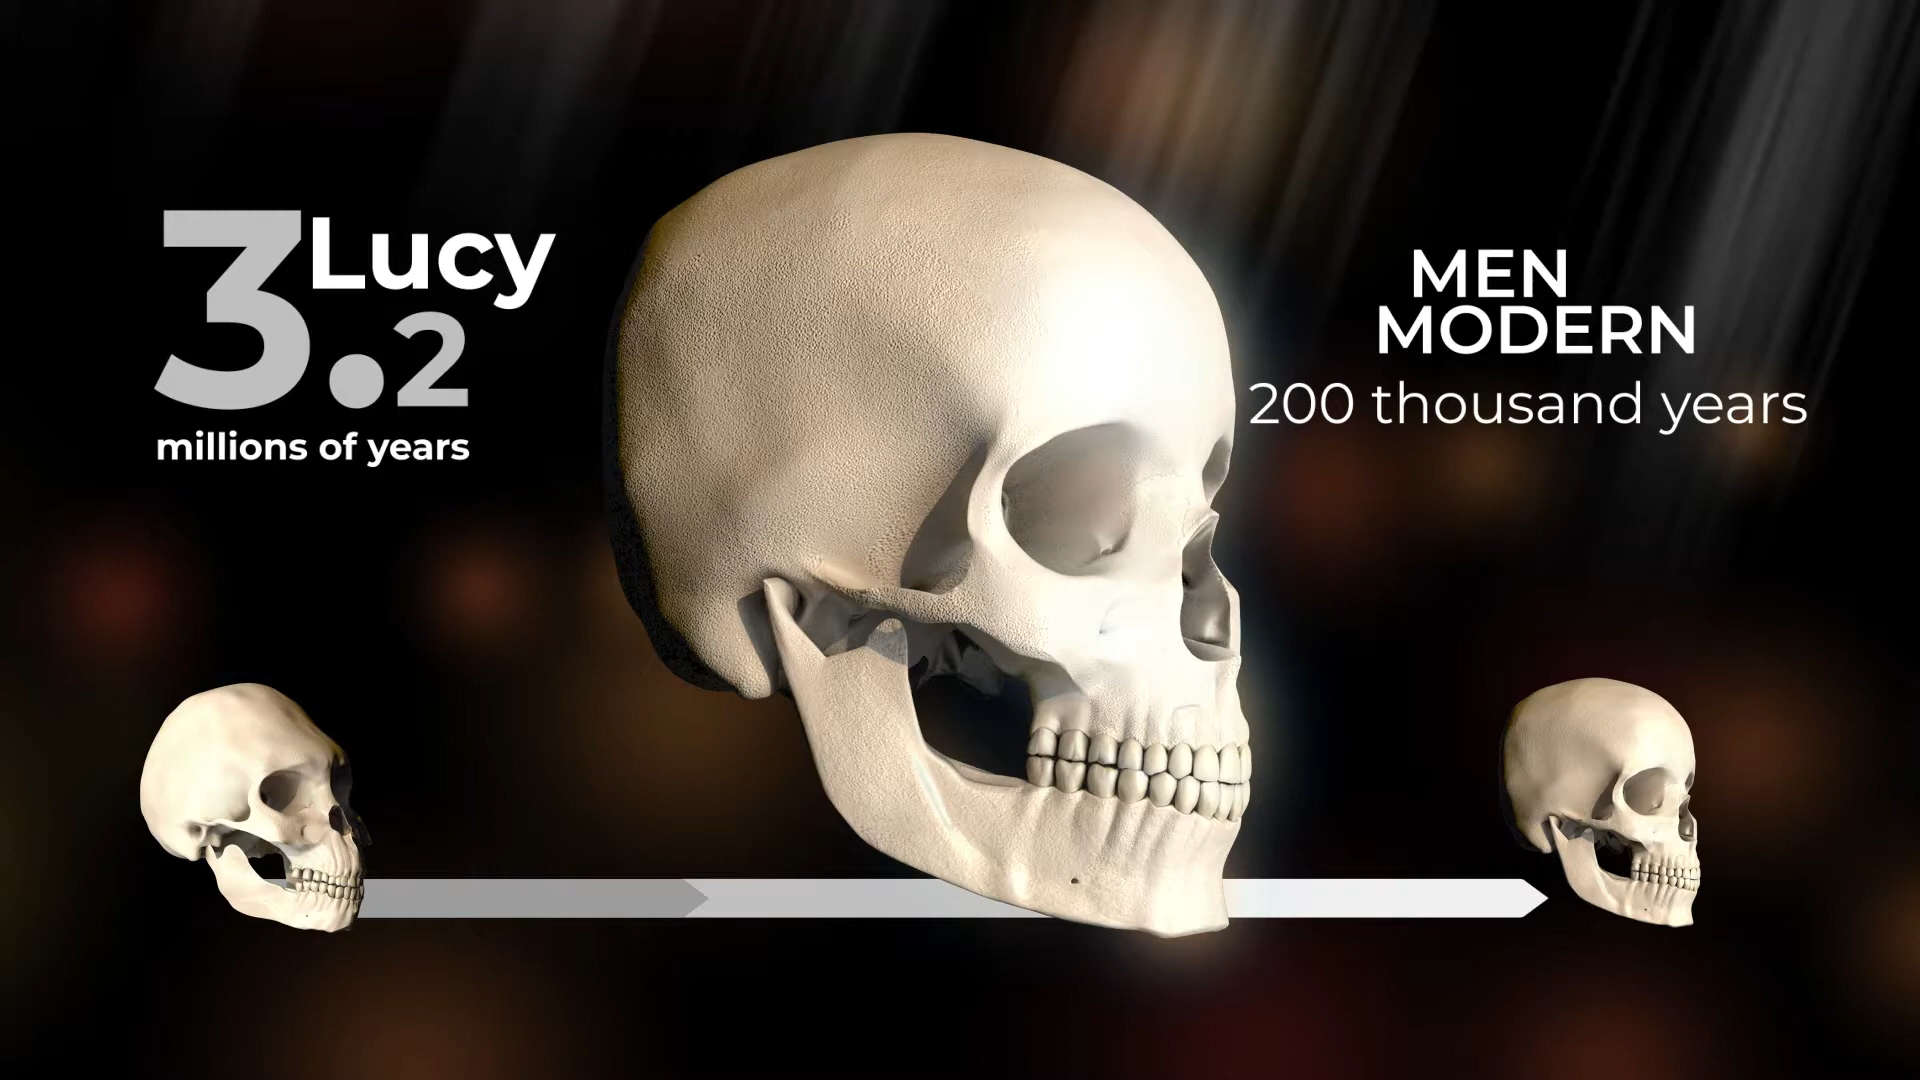 Lucy
3.2
millions of years
MEN
MODERN
200 thousand years